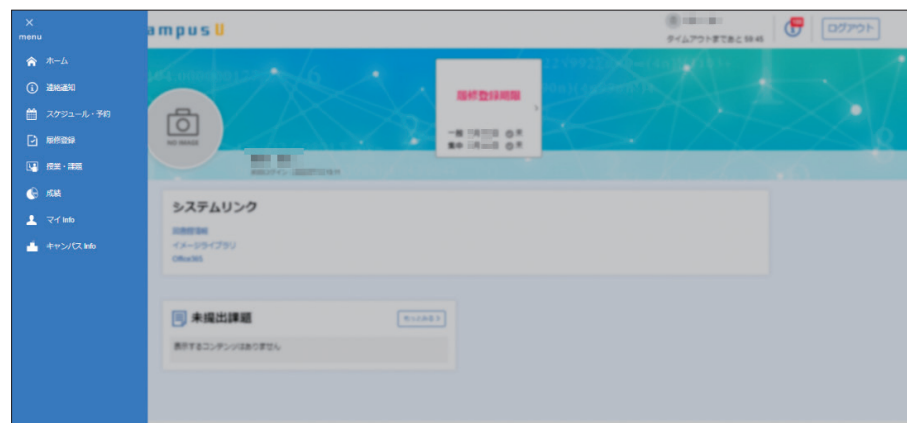 ×
menu
ホーム
連絡通知
スケジュール・予約
履修登録
授業・課題
成績
マイ Info
キャンパス Info
ampus U
タイムアウトまであと 59:45
ログアウト
NO IMAGE
履修登録期間
システムリンク
イメージライブラリ
Office365
未提出課題
もっとみる >
表示するコンテンツはありません